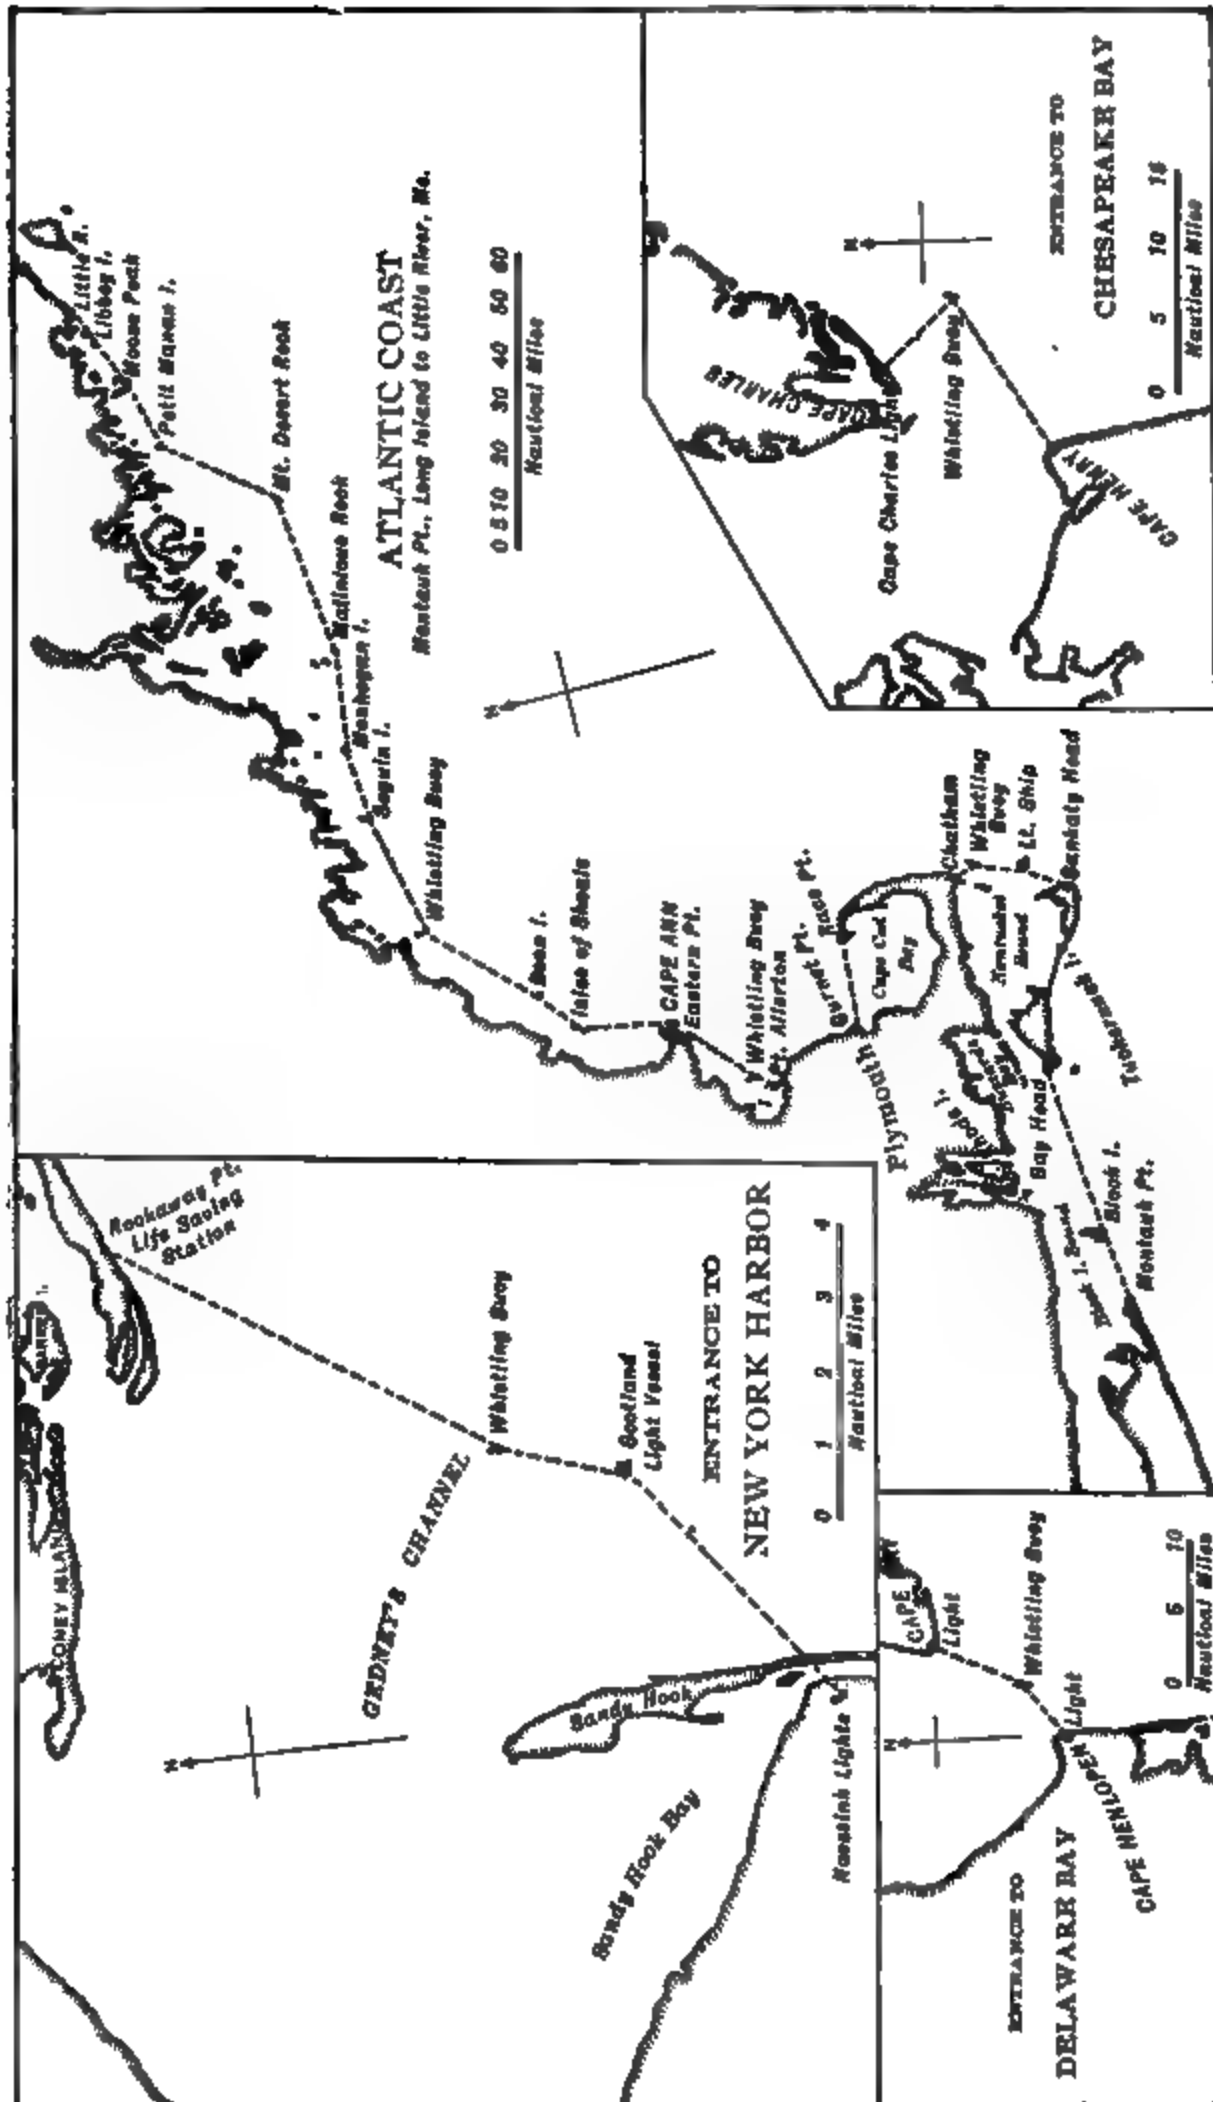 ATLANTIC COAST
Montauk Pt., Long Island to Little River, Me.
0 5 10 20 30 40 50 60
Nautical Miles
Little R.
Libbey I.
Moose Peak
Petit Manan I.
Mt. Desert Rock
Matinicus Rock
Monhegan I.
Seguin I.
Whistling Buoy
Boon I.
Isles of Shoals
CAPE ANN
Eastern Pt.
Whistling Buoy
Pt. Allerton
Gurnet Pt.
Race Pt.
Plymouth
Cape Cod
Bay
Chatham
Whistling
Buoy
Lt. Ship
Sankaty Head
Nantucket
Sound
Tuckernuck I.
Rhode I.
Gay Head
Block I. Sound
Block I.
Montauk Pt.
N
ENTRANCE TO
NEW YORK HARBOR
0 1 2 3 4
Nautical Miles
Rockaway Pt.
Life Saving
Station
CONEY ISLAND
Whistling Buoy
Scotland
Light Vessel
GEDNEY'S CHANNEL
Sandy Hook
Sandy Hook Bay
Navesink Lights
N
ENTRANCE TO
DELAWARE BAY
0 5 10
Nautical Miles
CAPE
Light
Whistling Buoy
Light
CAPE HENLOPEN
N
ENTRANCE TO
CHESAPEAKE BAY
0 5 10 15
Nautical Miles
CAPE CHARLES
Cape Charles Light
Whistling Buoy
CAPE HENRY
N